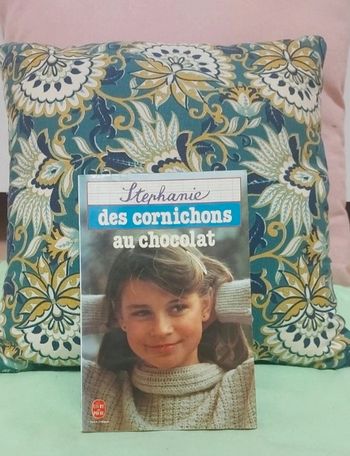 Stephanie
des cornichons
au chocolat